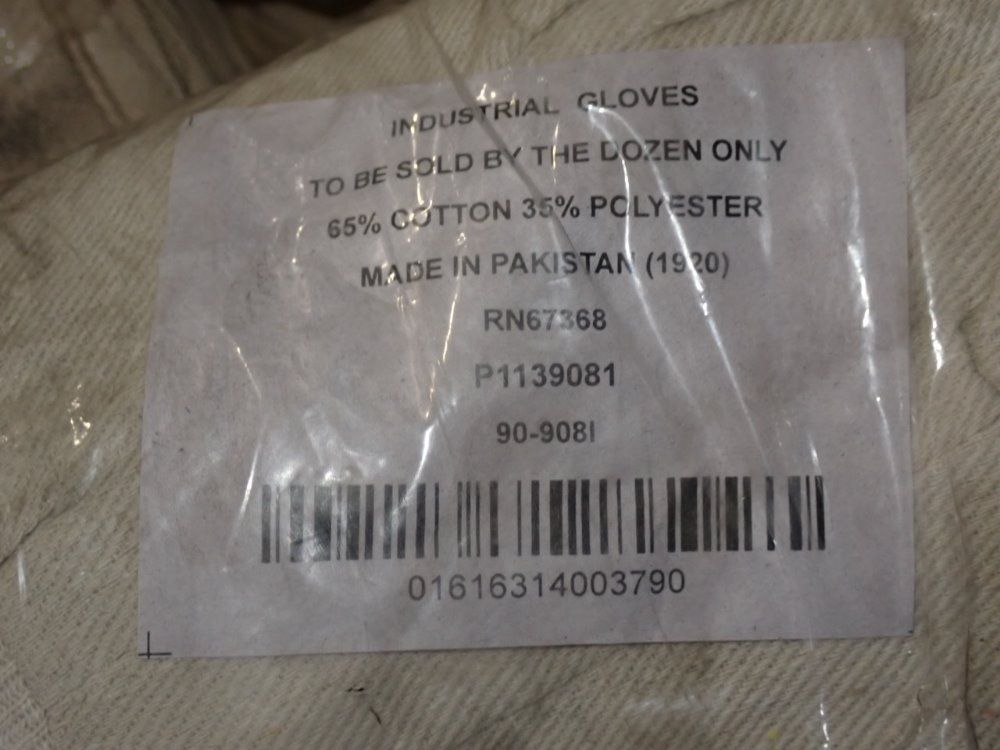 INDUSTRIAL GLOVES
TO BE SOLD BY THE DOZEN ONLY
65% COTTON 35% POLYESTER
MADE IN PAKISTAN (1920)
RN67368
P1139081
90-908I
01616314003790